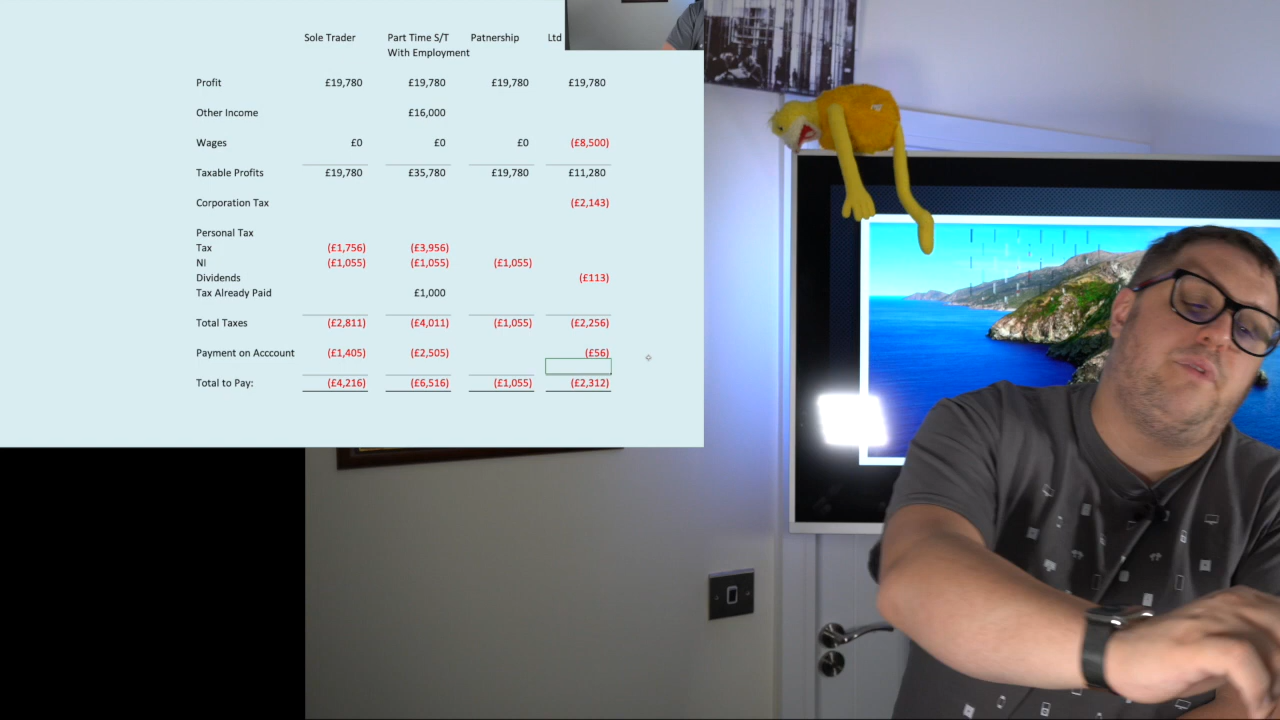 Sole Trader Part Time S/T Patnership Ltd
With Employment
Profit £19,780 £19,780 £19,780 £19,780
Other Income £16,000
Wages £0 £0 £0 (£8,500)
Taxable Profits £19,780 £35,780 £19,780 £11,280
Corporation Tax (£2,143)
Personal Tax
Tax (£1,756) (£3,956)
NI (£1,055) (£1,055) (£1,055)
Dividends (£113)
Tax Already Paid £1,000
Total Taxes (£2,811) (£4,011) (£1,055) (£2,256)
Payment on Acccount (£1,405) (£2,505) (£56)
Total to Pay: (£4,216) (£6,516) (£1,055) (£2,312)